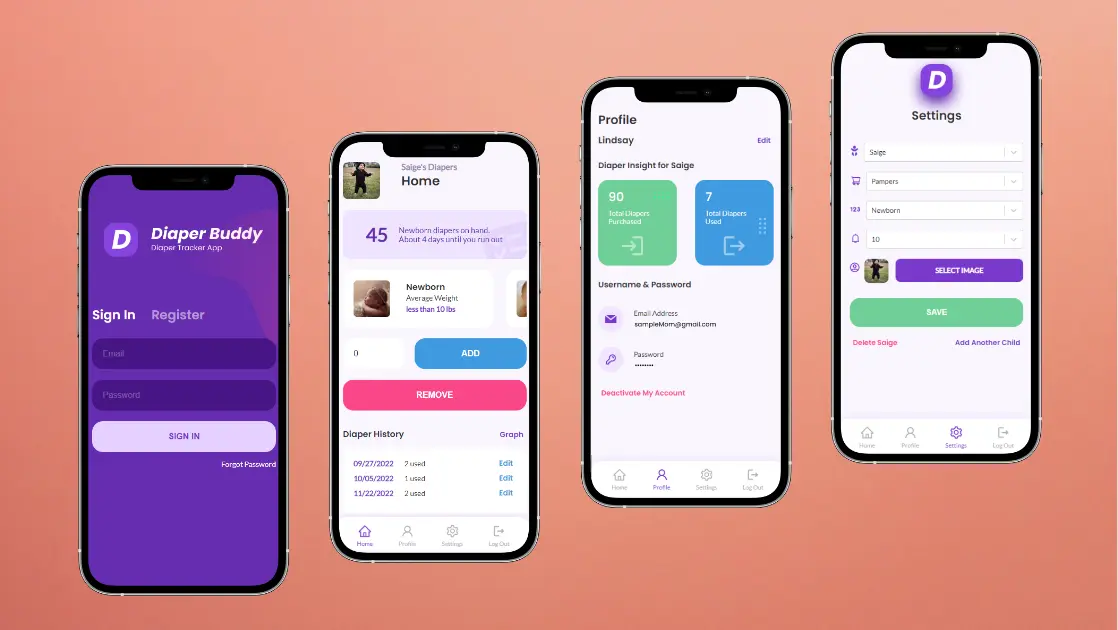 D
Diaper Buddy
Diaper Tracker App
Sign In Register
Email
Password
SIGN IN
Forgot Password
Saige's Diapers
Home
45
Newborn diapers on hand.
About 4 days until you run out
Newborn
Average Weight
less than 10 lbs
0
ADD
REMOVE
Diaper History Graph
09/27/2022 2 used Edit
10/05/2022 1 used Edit
11/22/2022 2 used Edit
Home Profile Settings Log Out
Profile
Lindsay Edit
Diaper Insight for Saige
90
Total Diapers
Purchased
7
Total Diapers
Used
Username & Password
Email Address
sampleMom@gmail.com
Password
••••••••
Deactivate My Account
Home Profile Settings Log Out
D
Settings
Saige
Pampers
123 Newborn
10
SELECT IMAGE
SAVE
Delete Saige Add Another Child
Home Profile Settings Log Out